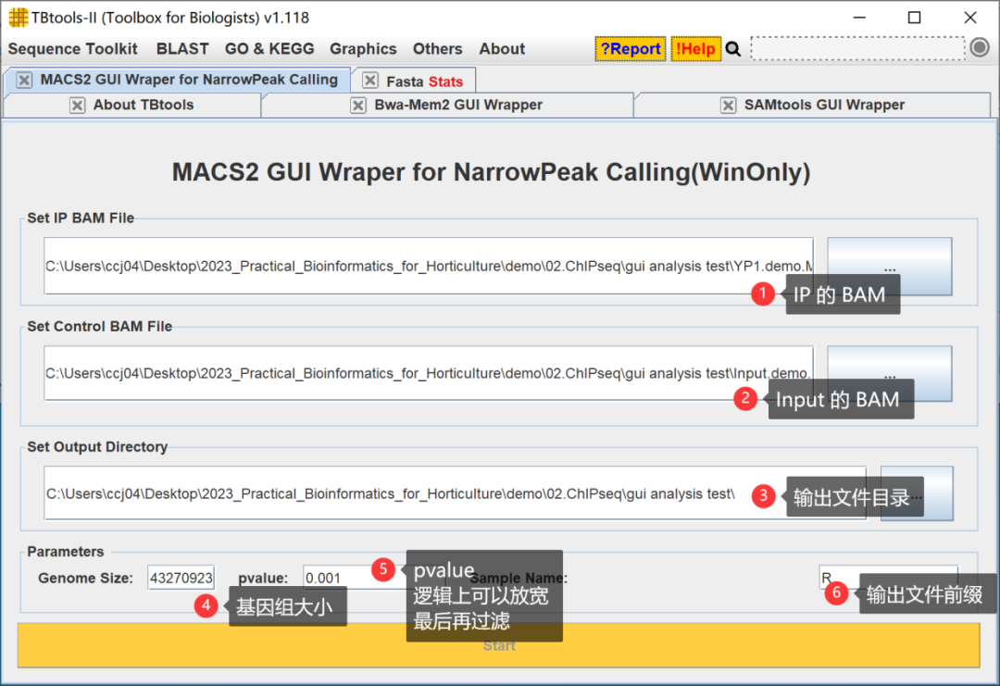 TBtools-II (Toolbox for Biologists) v1.118
Sequence Toolkit BLAST GO & KEGG Graphics Others About ?Report !Help
MACS2 GUI Wraper for NarrowPeak Calling Fasta Stats
About TBtools Bwa-Mem2 GUI Wrapper SAMtools GUI Wrapper
MACS2 GUI Wraper for NarrowPeak Calling(WinOnly)
Set IP BAM File
C:\Users\ccj04\Desktop\2023_Practical_Bioinformatics_for_Horticulture\demo\02.ChIPseq\gui analysis test\YP1.demo.M ...
1 IP 的 BAM
Set Control BAM File
C:\Users\ccj04\Desktop\2023_Practical_Bioinformatics_for_Horticulture\demo\02.ChIPseq\gui analysis test\Input.demo. ...
2 Input 的 BAM
Set Output Directory
C:\Users\ccj04\Desktop\2023_Practical_Bioinformatics_for_Horticulture\demo\02.ChIPseq\gui analysis test\ 3 输出文件目录 ...
Parameters
Genome Size: 43270923 pvalue: 0.001 Sample Name: R
4 基因组大小
5 pvalue
逻辑上可以放宽
最后再过滤
6 输出文件前缀
Start